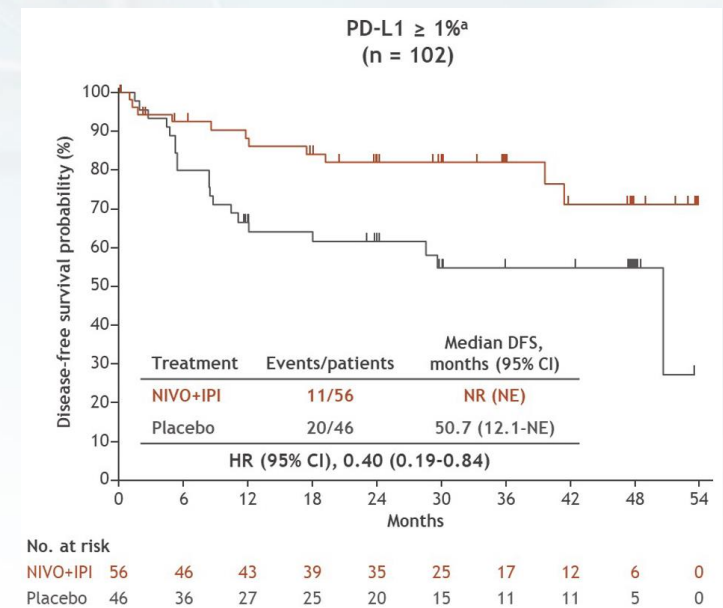 PD-L1 ≥ 1%ᵃ
(n = 102)
Disease-free survival probability (%)
100
90
80
70
60
50
40
30
20
10
0
Treatment Events/patients Median DFS, months (95% CI)
NIVO+IPI 11/56 NR (NE)
Placebo 20/46 50.7 (12.1-NE)
HR (95% CI), 0.40 (0.19-0.84)
0 6 12 18 24 30 36 42 48 54
Months
No. at risk
NIVO+IPI 56 46 43 39 35 25 17 12 6 0
Placebo 46 36 27 25 20 15 11 11 5 0